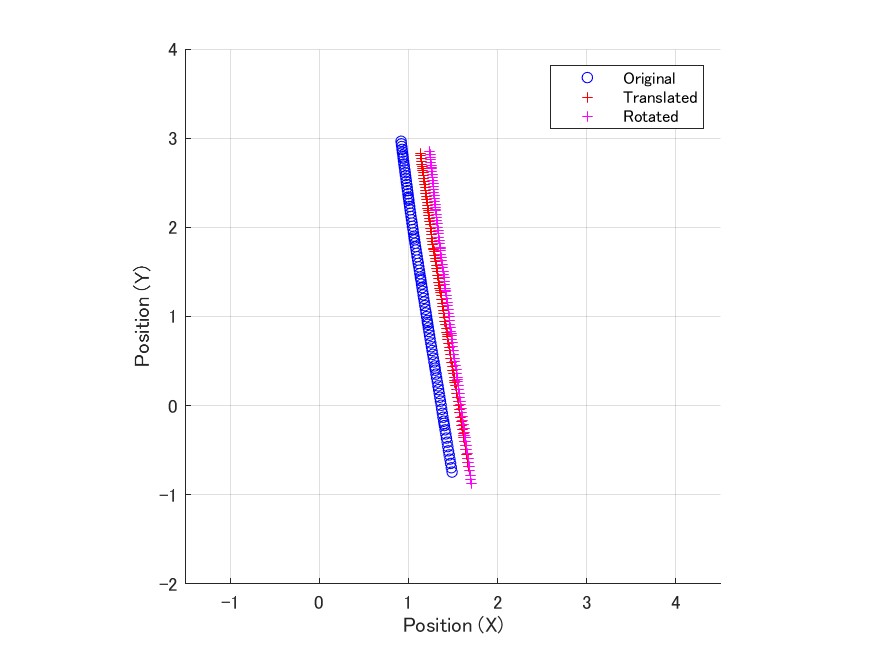 4
3
2
1
0
−1
−2
−1
0
1
2
3
4
Position (X)
Position (Y)
Original
Translated
Rotated